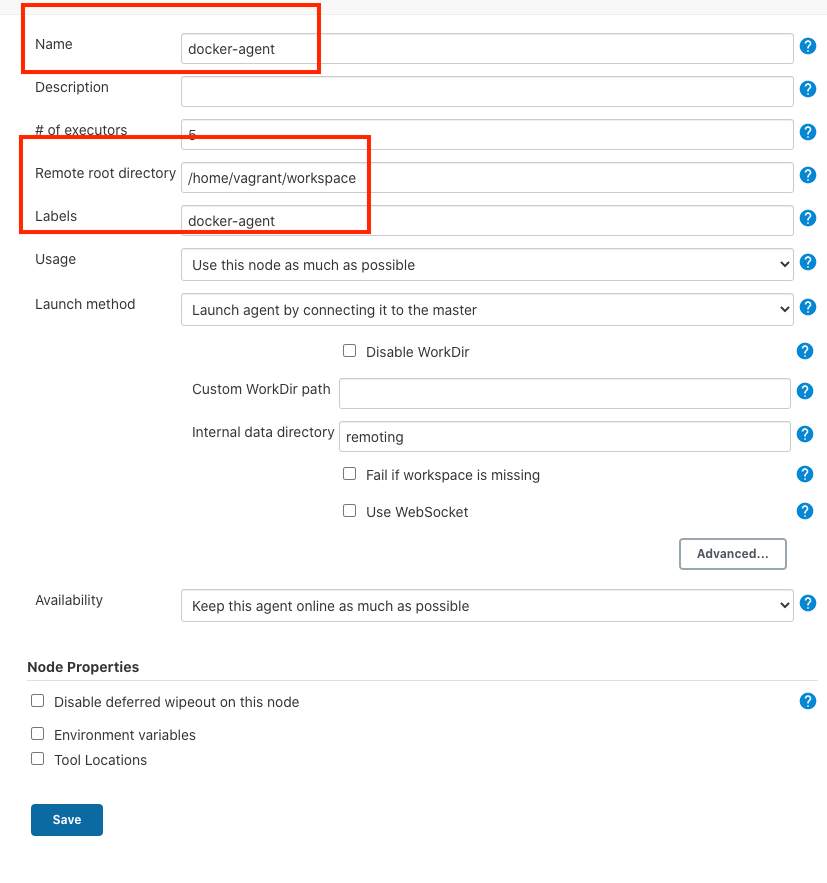 Name docker-agent ?
Description ?
# of executors 5 ?
Remote root directory /home/vagrant/workspace ?
Labels docker-agent ?
Usage Use this node as much as possible ?
Launch method Launch agent by connecting it to the master ?
Disable WorkDir ?
Custom WorkDir path ?
Internal data directory remoting ?
Fail if workspace is missing ?
Use WebSocket ?
Advanced...
Availability Keep this agent online as much as possible ?
Node Properties
Disable deferred wipeout on this node ?
Environment variables
Tool Locations
Save